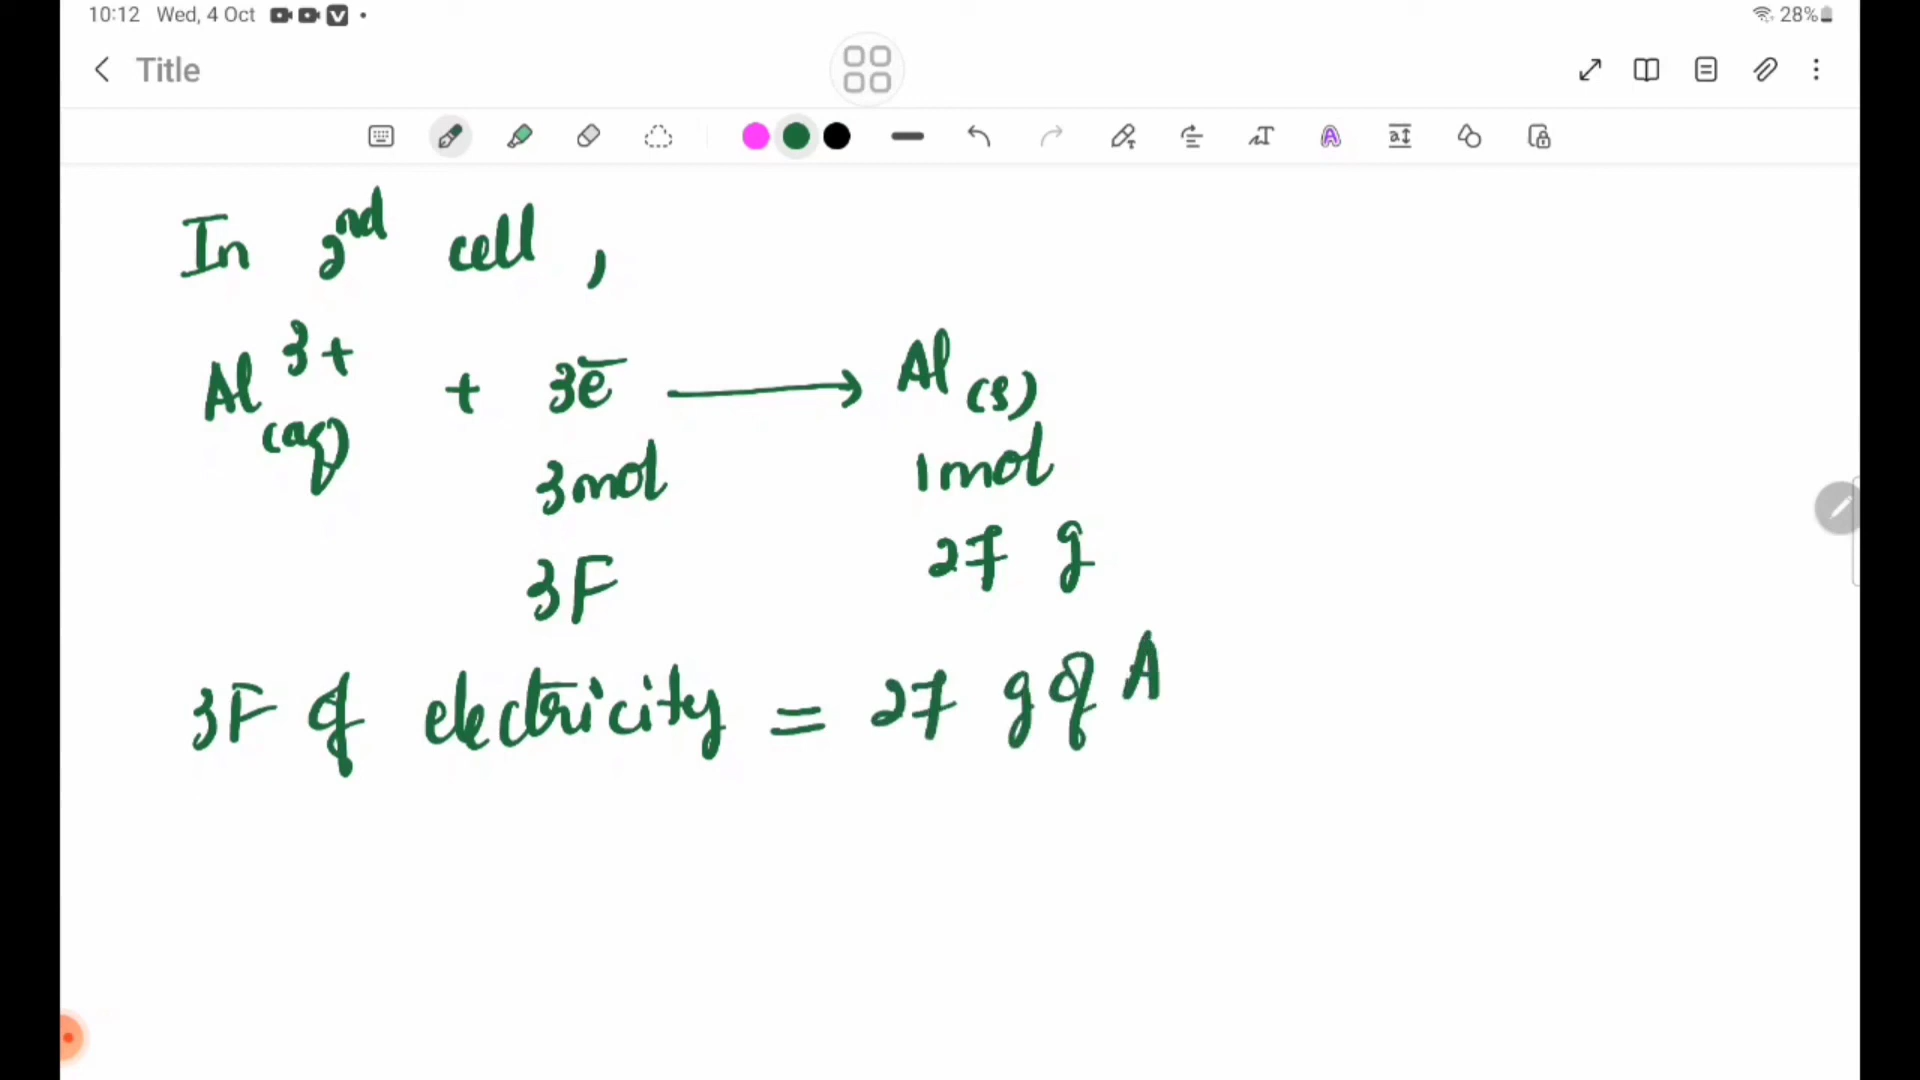 10:12 Wed, 4 Oct 28%
Title
In 2nd cell,
Al3+(aq) + 3e⁻ ⟶ Al(s)
3mol 1mol
3F 27 g
3F of electricity = 27 g of A